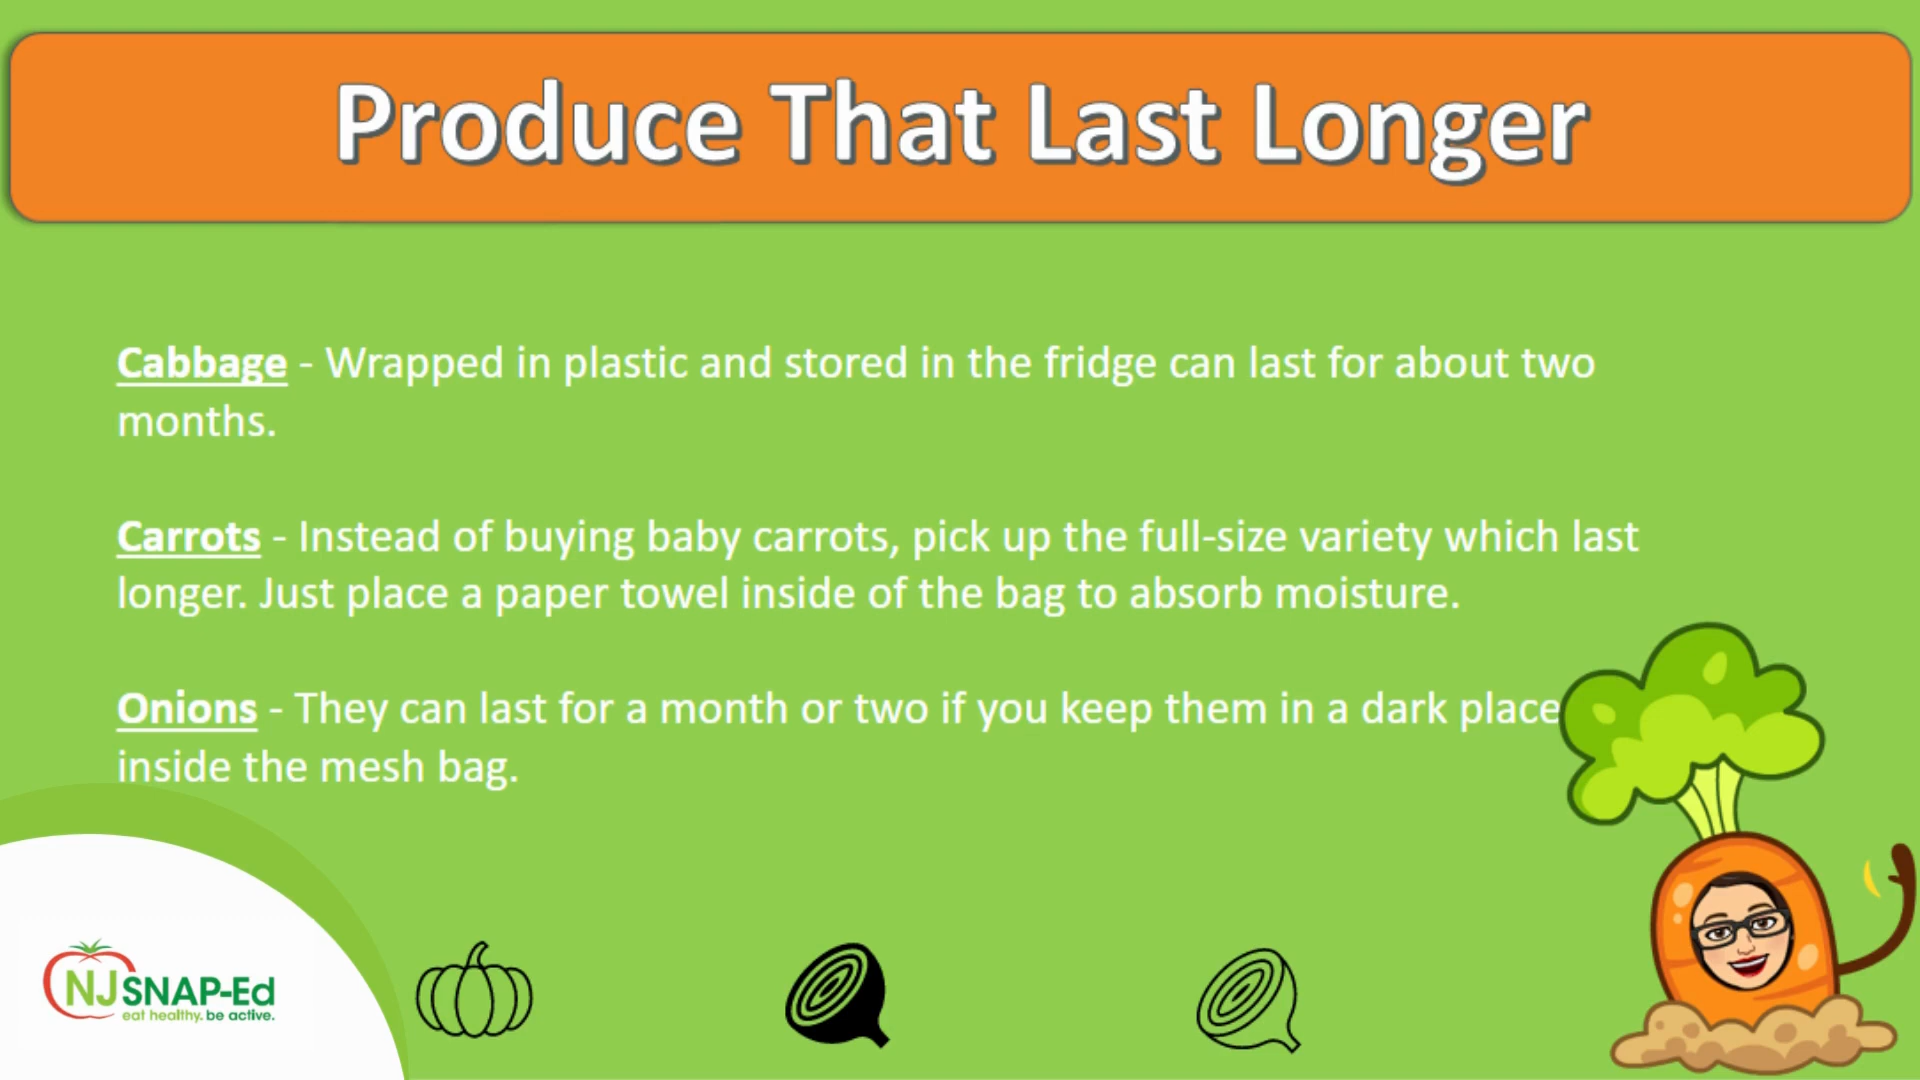 Produce That Last Longer
Cabbage - Wrapped in plastic and stored in the fridge can last for about two
months.
Carrots - Instead of buying baby carrots, pick up the full-size variety which last
longer. Just place a paper towel inside of the bag to absorb moisture.
Onions - They can last for a month or two if you keep them in a dark place
inside the mesh bag.
NJSNAP-Ed
eat healthy. be active.